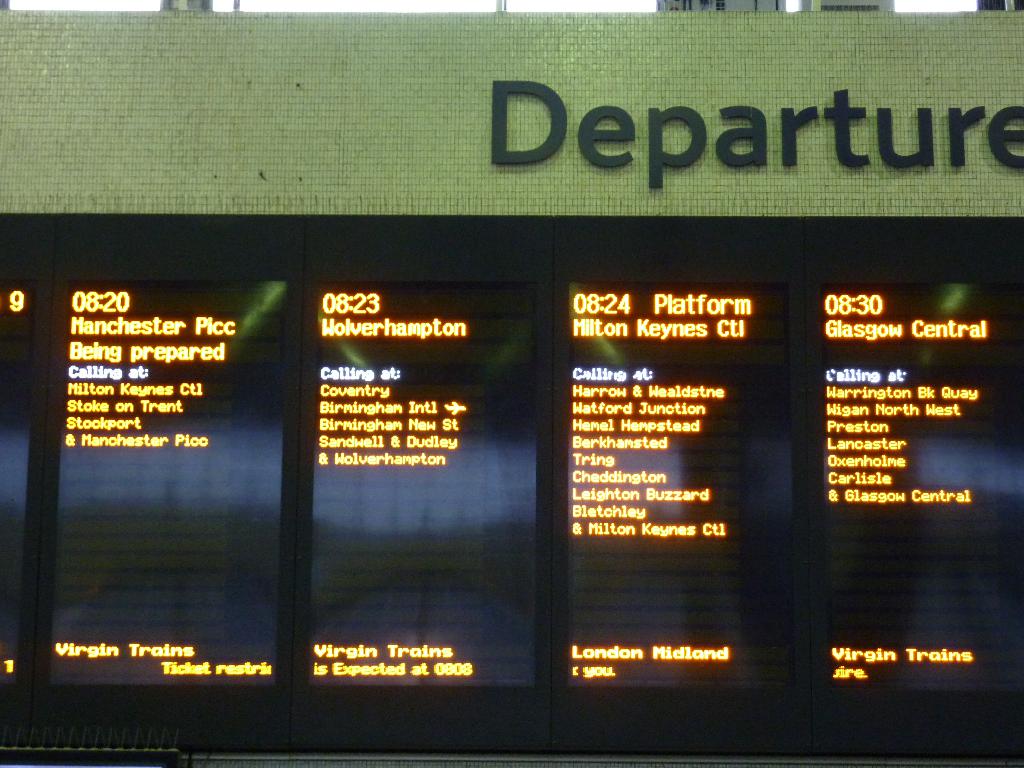 Departure
9
1
08:20
Manchester Picc
Being prepared
Calling at:
Milton Keynes Ctl
Stoke on Trent
Stockport
& Manchester Picc
Virgin Trains
Ticket restric
08:23
Wolverhampton
Calling at:
Coventry
Birmingham Intl
Birmingham New St
Sandwell & Dudley
& Wolverhampton
Virgin Trains
is Expected at 0808
08:24 Platform
Milton Keynes Ctl
Calling at:
Harrow & Wealdstne
Watford Junction
Hemel Hempstead
Berkhamsted
Tring
Cheddington
Leighton Buzzard
Bletchley
& Milton Keynes Ctl
London Midland
you.
08:30
Glasgow Central
Calling at:
Warrington Bk Quay
Wigan North West
Preston
Lancaster
Oxenholme
Carlisle
& Glasgow Central
Virgin Trains